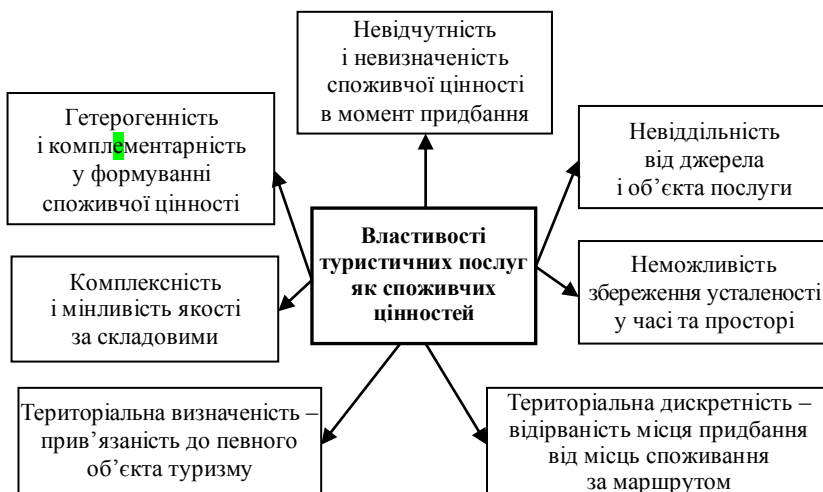 Невідчутність
і невизначеність
споживчої цінності
в момент придбання
Гетерогенність
і комплементарність
у формуванні
споживчої цінності
Невіддільність
від джерела
і об’єкта послуги
Властивості
туристичних послуг
як споживчих
цінностей
Комплексність
і мінливість якості
за складовими
Неможливість
збереження усталеності
у часі та просторі
Територіальна визначеність –
прив’язаність до певного
об’єкта туризму
Територіальна дискретність –
відірваність місця придбання
від місць споживання
за маршрутом